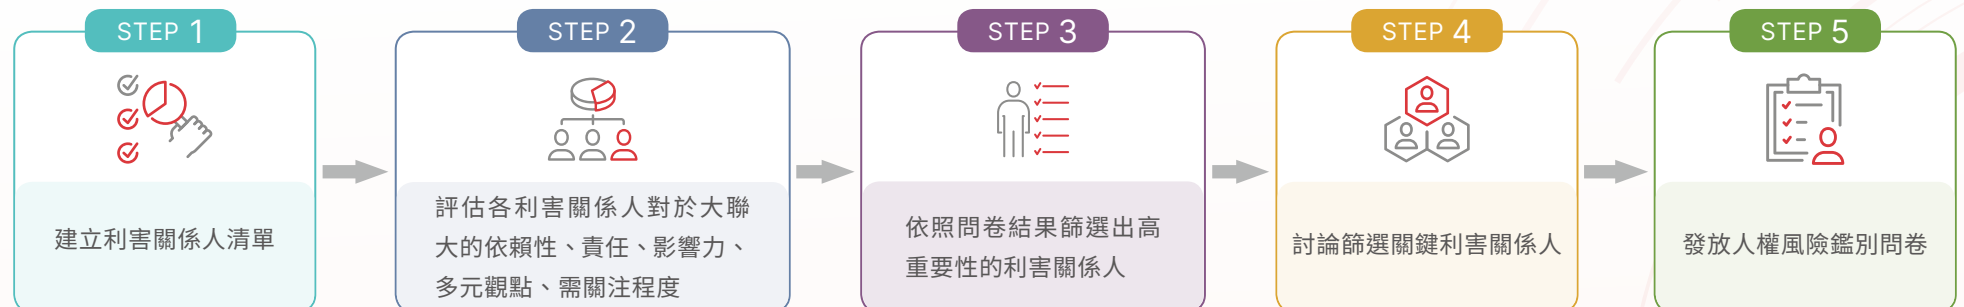 STEP 1
建立利害關係人清單
STEP 2
評估各利害關係人對於大聯
大的依賴性、責任、影響力、
多元觀點、需關注程度
STEP 3
依照問卷結果篩選出高
重要性的利害關係人
STEP 4
討論篩選關鍵利害關係人
STEP 5
發放人權風險鑑別問卷